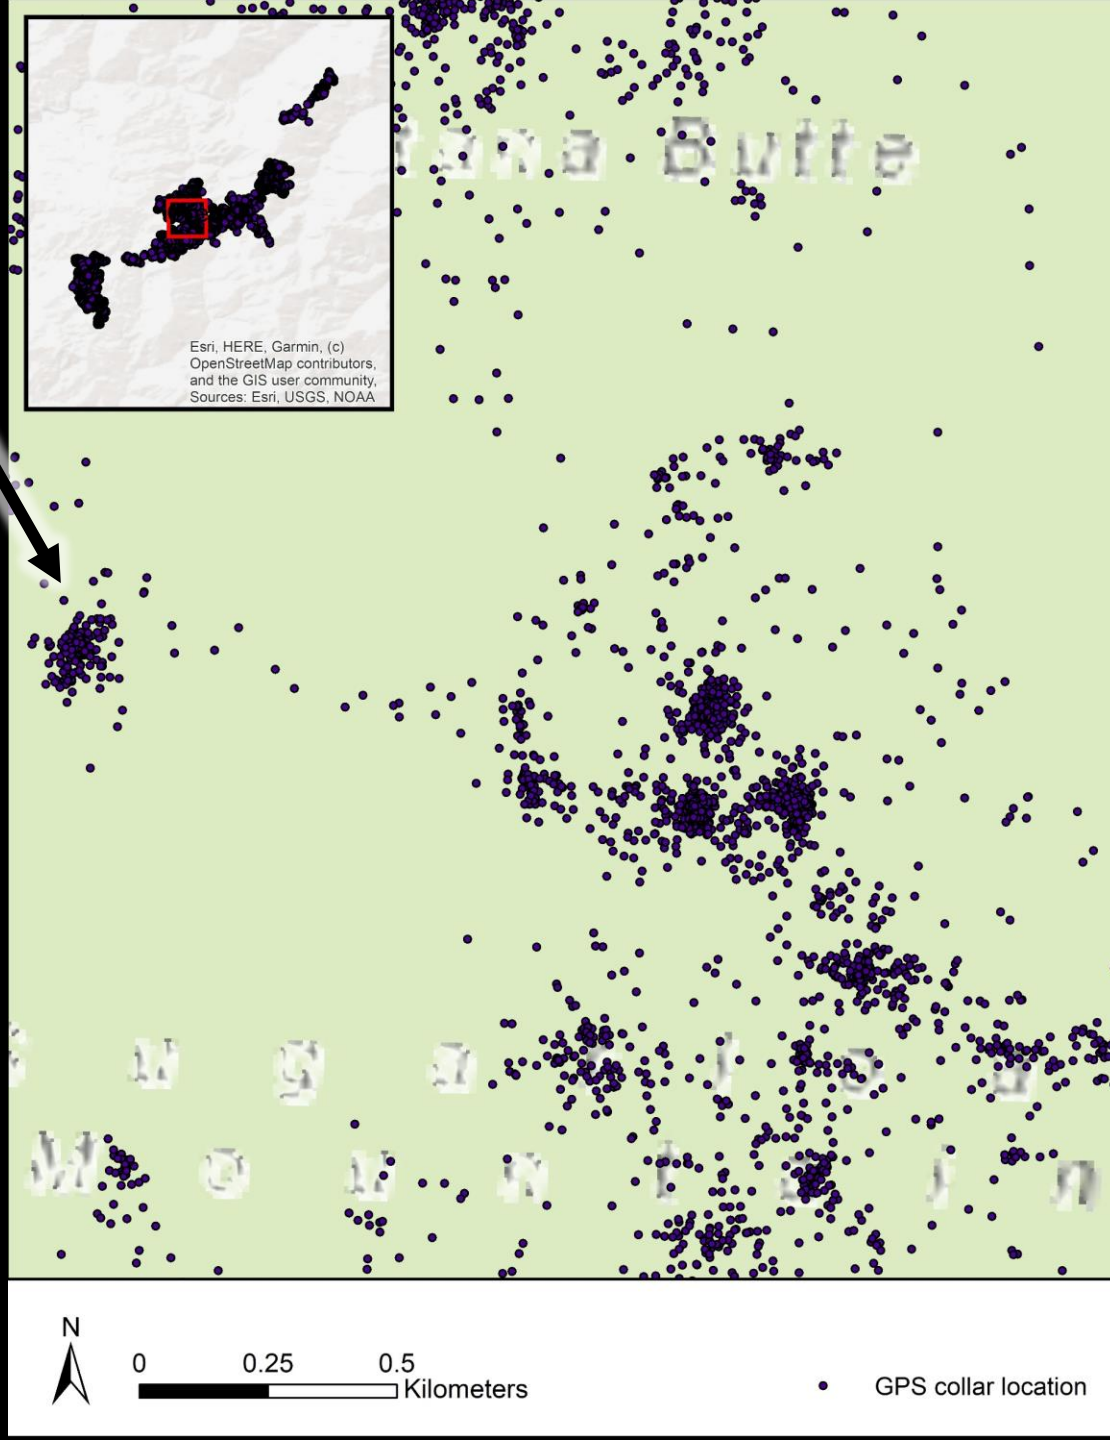 Esri, HERE, Garmin, (c)
OpenStreetMap contributors,
and the GIS user community,
Sources: Esri, USGS, NOAA
tana Butte
M o u n t a i n
N
0 0.25 0.5
Kilometers
GPS collar location